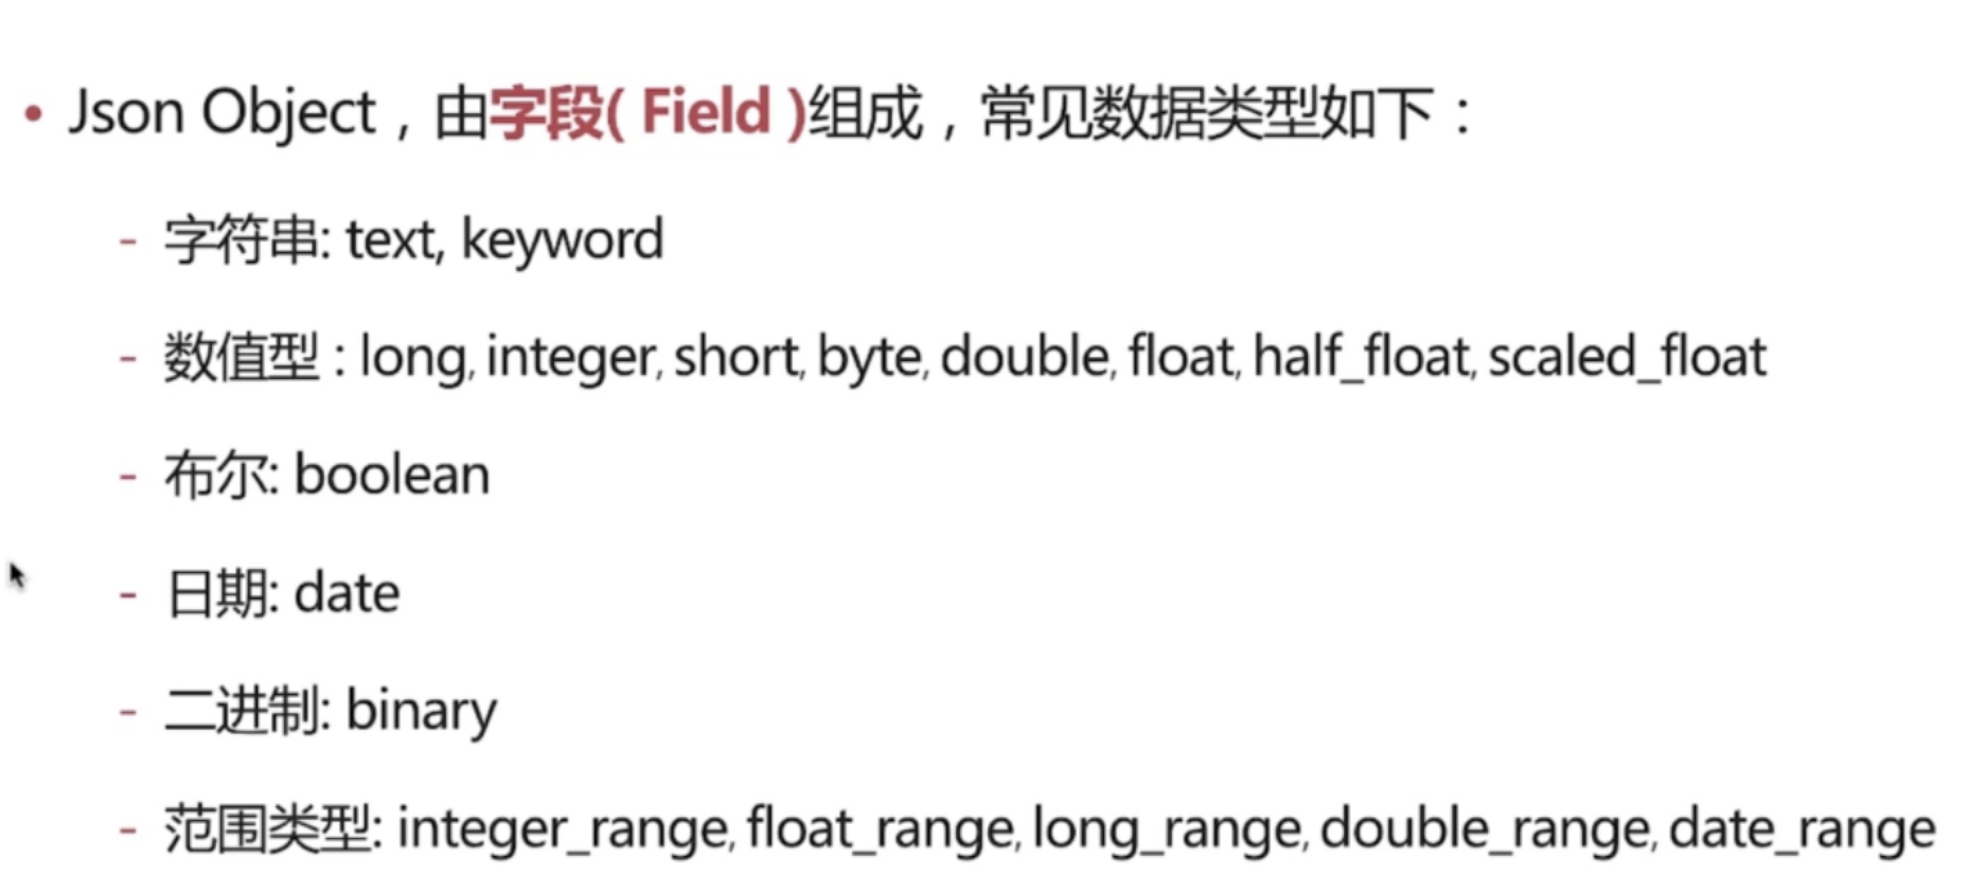 • Json Object，由字段( Field )组成，常见数据类型如下：
- 字符串: text, keyword
- 数值型 : long, integer, short, byte, double, float, half_float, scaled_float
- 布尔: boolean
- 日期: date
- 二进制: binary
- 范围类型: integer_range, float_range, long_range, double_range, date_range